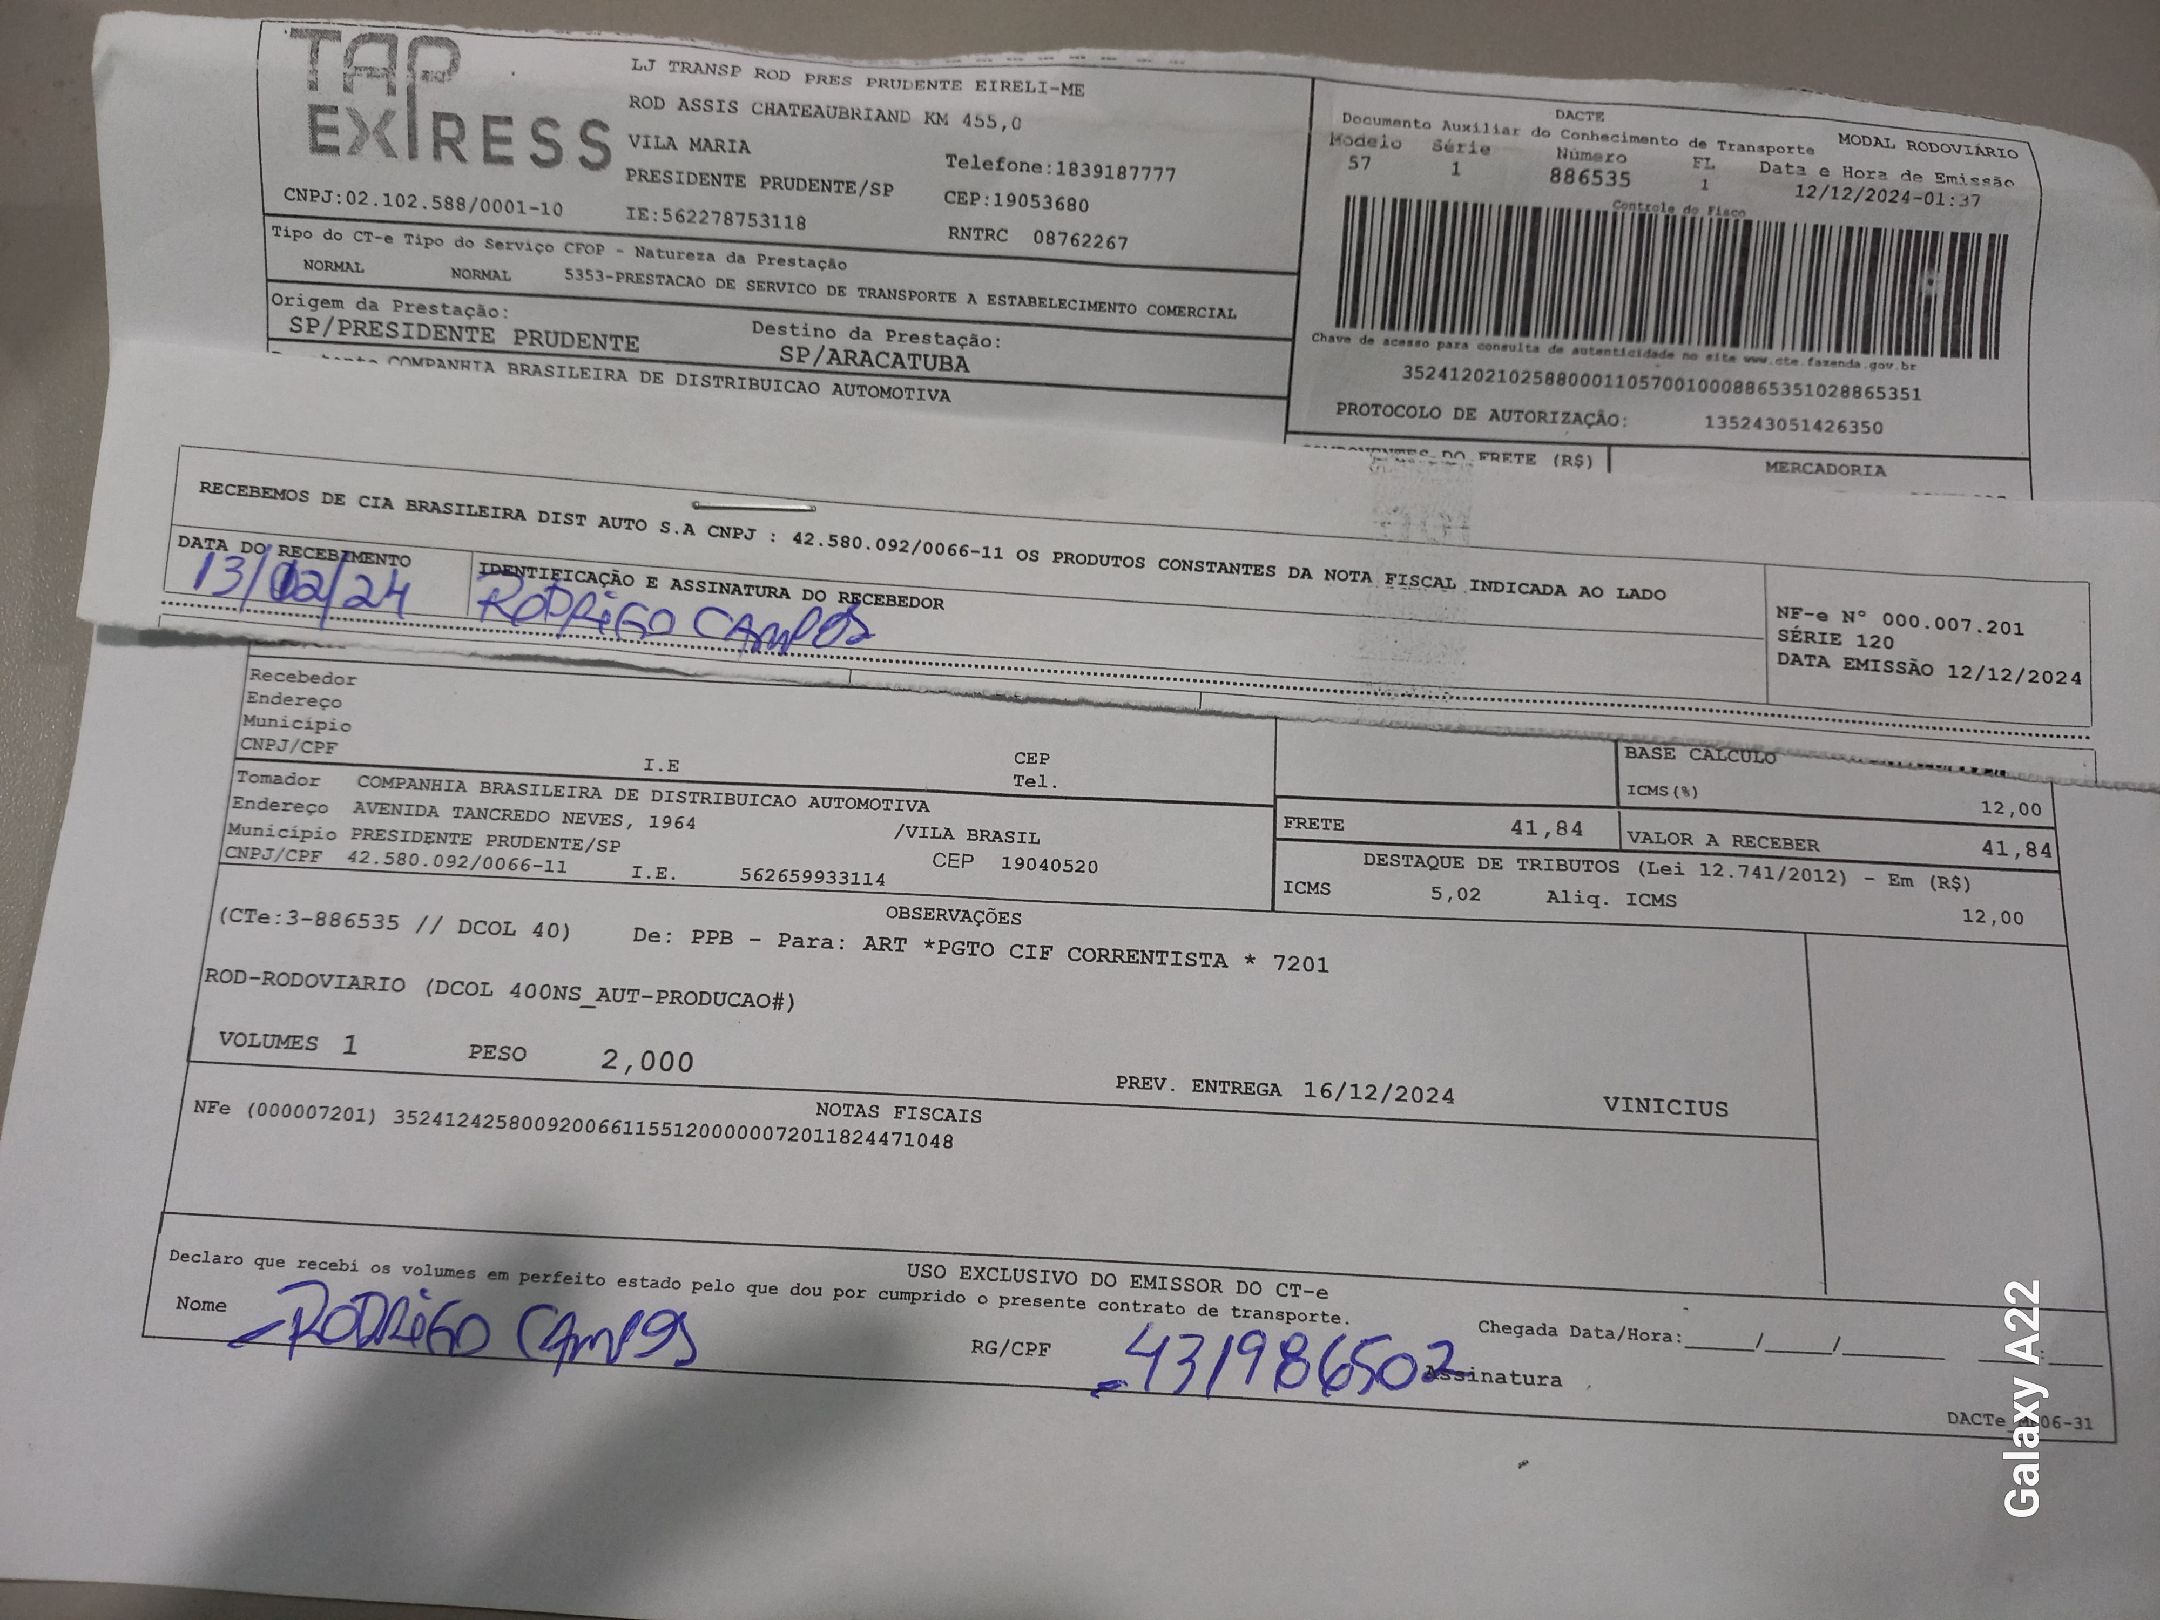 TAP
EXPRESS
LJ TRANSP ROD PRES PRUDENTE EIRELI-ME
ROD ASSIS CHATEAUBRIAND KM 455,0
VILA MARIA
Telefone:1839187777
PRESIDENTE PRUDENTE/SP
CEP:19053680
CNPJ:02.102.588/0001-10
IE:562278753118
RNTRC 08762267
DACTE
Documento Auxiliar do Conhecimento de Transporte
MODAL RODOVIÁRIO
Modelo Série Número FL Data e Hora de Emissão
57 1 886535 1 12/12/2024-01:37
Controle do Fisco
Chave de acesso para consulta de autenticidade no site www.cte.fazenda.gov.br
35241202102588000110570010008865351028865351
PROTOCOLO DE AUTORIZAÇÃO: 135243051426350
Tipo do CT-e Tipo do Serviço CFOP - Natureza da Prestação
NORMAL NORMAL 5353-PRESTACAO DE SERVICO DE TRANSPORTE A ESTABELECIMENTO COMERCIAL
Origem da Prestação: Destino da Prestação:
SP/PRESIDENTE PRUDENTE SP/ARACATUBA
COMPANHIA BRASILEIRA DE DISTRIBUICAO AUTOMOTIVA
DO FRETE (R$) MERCADORIA
RECEBEMOS DE CIA BRASILEIRA DIST AUTO S.A CNPJ : 42.580.092/0066-11 OS PRODUTOS CONSTANTES DA NOTA FISCAL INDICADA AO LADO
DATA DO RECEBIMENTO IDENTIFICAÇÃO E ASSINATURA DO RECEBEDOR
13/12/24 RODRIGO CAMPOS
NF-e Nº 000.007.201
SÉRIE 120
DATA EMISSÃO 12/12/2024
Recebedor
Endereço
Município CEP
CNPJ/CPF I.E Tel.
BASE CALCULO
ICMS(%) 12,00
Tomador COMPANHIA BRASILEIRA DE DISTRIBUICAO AUTOMOTIVA
Endereço AVENIDA TANCREDO NEVES, 1964 /VILA BRASIL
Município PRESIDENTE PRUDENTE/SP CEP 19040520
CNPJ/CPF 42.580.092/0066-11 I.E. 562659933114
FRETE 41,84 VALOR A RECEBER 41,84
DESTAQUE DE TRIBUTOS (Lei 12.741/2012) - Em (R$)
ICMS 5,02 Aliq. ICMS 12,00
OBSERVAÇÕES
(CTe:3-886535 // DCOL 40) De: PPB - Para: ART *PGTO CIF CORRENTISTA * 7201
ROD-RODOVIARIO (DCOL 400NS_AUT-PRODUCAO#)
VOLUMES 1 PESO 2,000 PREV. ENTREGA 16/12/2024 VINICIUS
NOTAS FISCAIS
NFe (000007201) 35241242580092006611551200000072011824471048
USO EXCLUSIVO DO EMISSOR DO CT-e
Declaro que recebi os volumes em perfeito estado pelo que dou por cumprido o presente contrato de transporte.
Nome RODRIGO CAMPOS RG/CPF 431986502 Assinatura
Chegada Data/Hora:____/____/______ ___:____
06-31
Galaxy A22